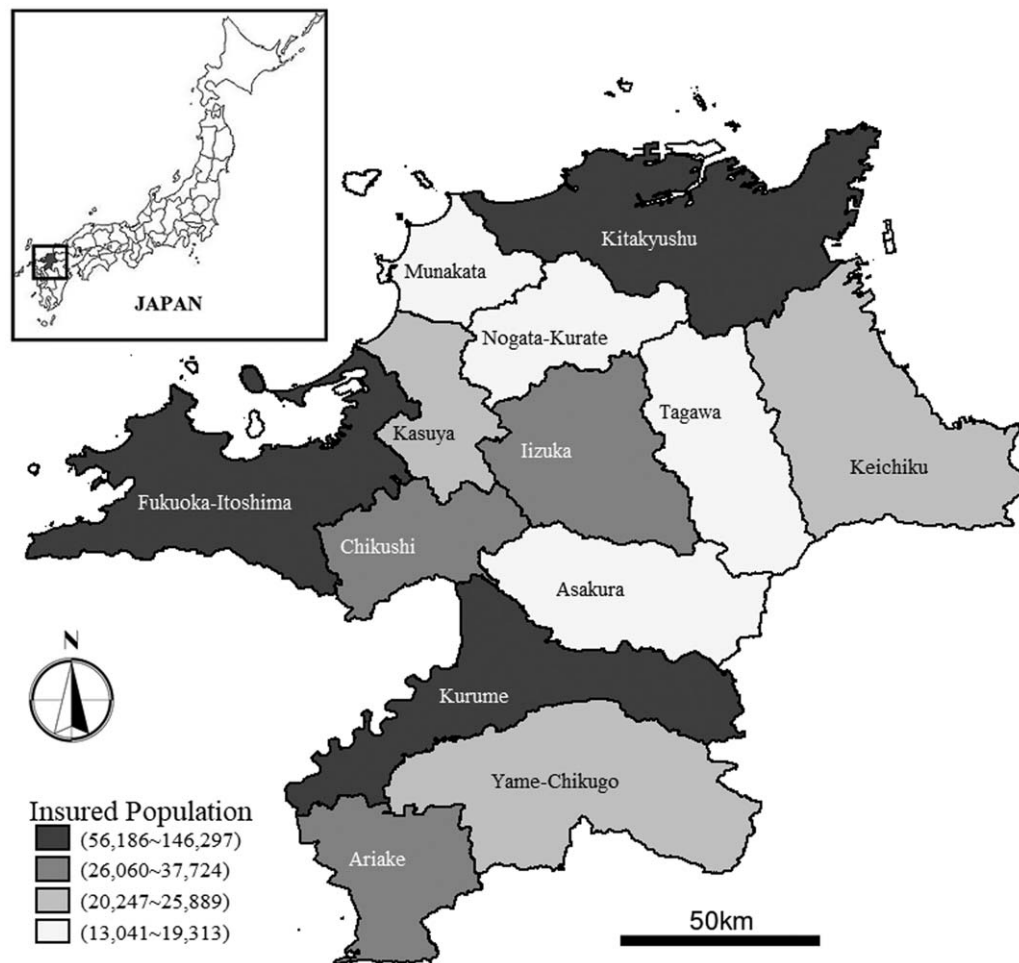 JAPAN
Kitakyushu
Munakata
Nogata-Kurate
Tagawa
Kasuya
Iizuka
Keichiku
Fukuoka-Itoshima
Chikushi
Asakura
N
Kurume
Yame-Chikugo
Insured Population
(56,186~146,297)
(26,060~37,724)
(20,247~25,889)
(13,041~19,313)
Ariake
50km